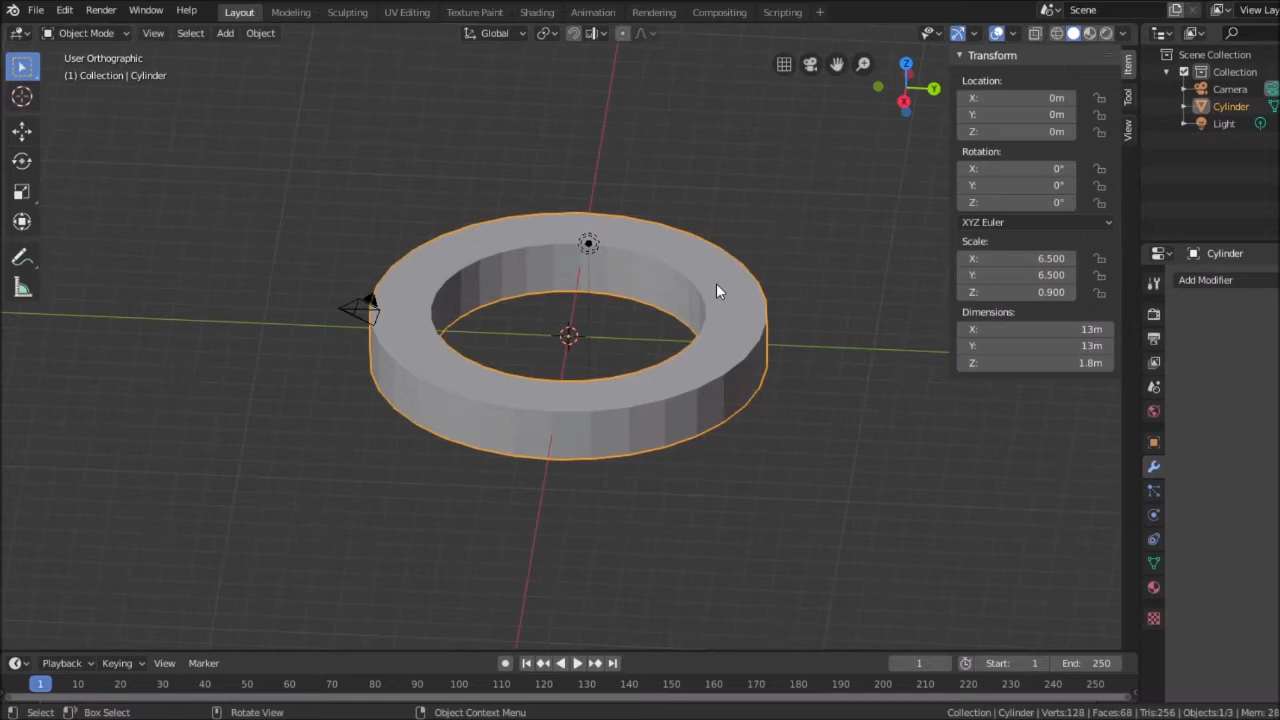 File Edit Render Window Help Layout Modeling Sculpting UV Editing Texture Paint Shading Animation Rendering Compositing Scripting + Scene View Lay
Object Mode View Select Add Object Global
User Orthographic
(1) Collection | Cylinder
Z
Y
X
Transform
Location:
X: 0m
Y: 0m
Z: 0m
Rotation:
X: 0°
Y: 0°
Z: 0°
XYZ Euler
Scale:
X: 6.500
Y: 6.500
Z: 0.900
Dimensions:
X: 13m
Y: 13m
Z: 1.8m
Item
Tool
View
Scene Collection
Collection
Camera
Cylinder
Light
Cylinder
Add Modifier
Playback Keying View Marker 1 Start: 1 End: 250
1 10 20 30 40 50 60 70 80 90 100 110 120 130 140 150 160 170 180 190 200 210 220 230 240 250
Select Box Select Rotate View Object Context Menu Collection | Cylinder | Verts:128 | Faces:68 | Tris:256 | Objects:1/3 | Mem: 28